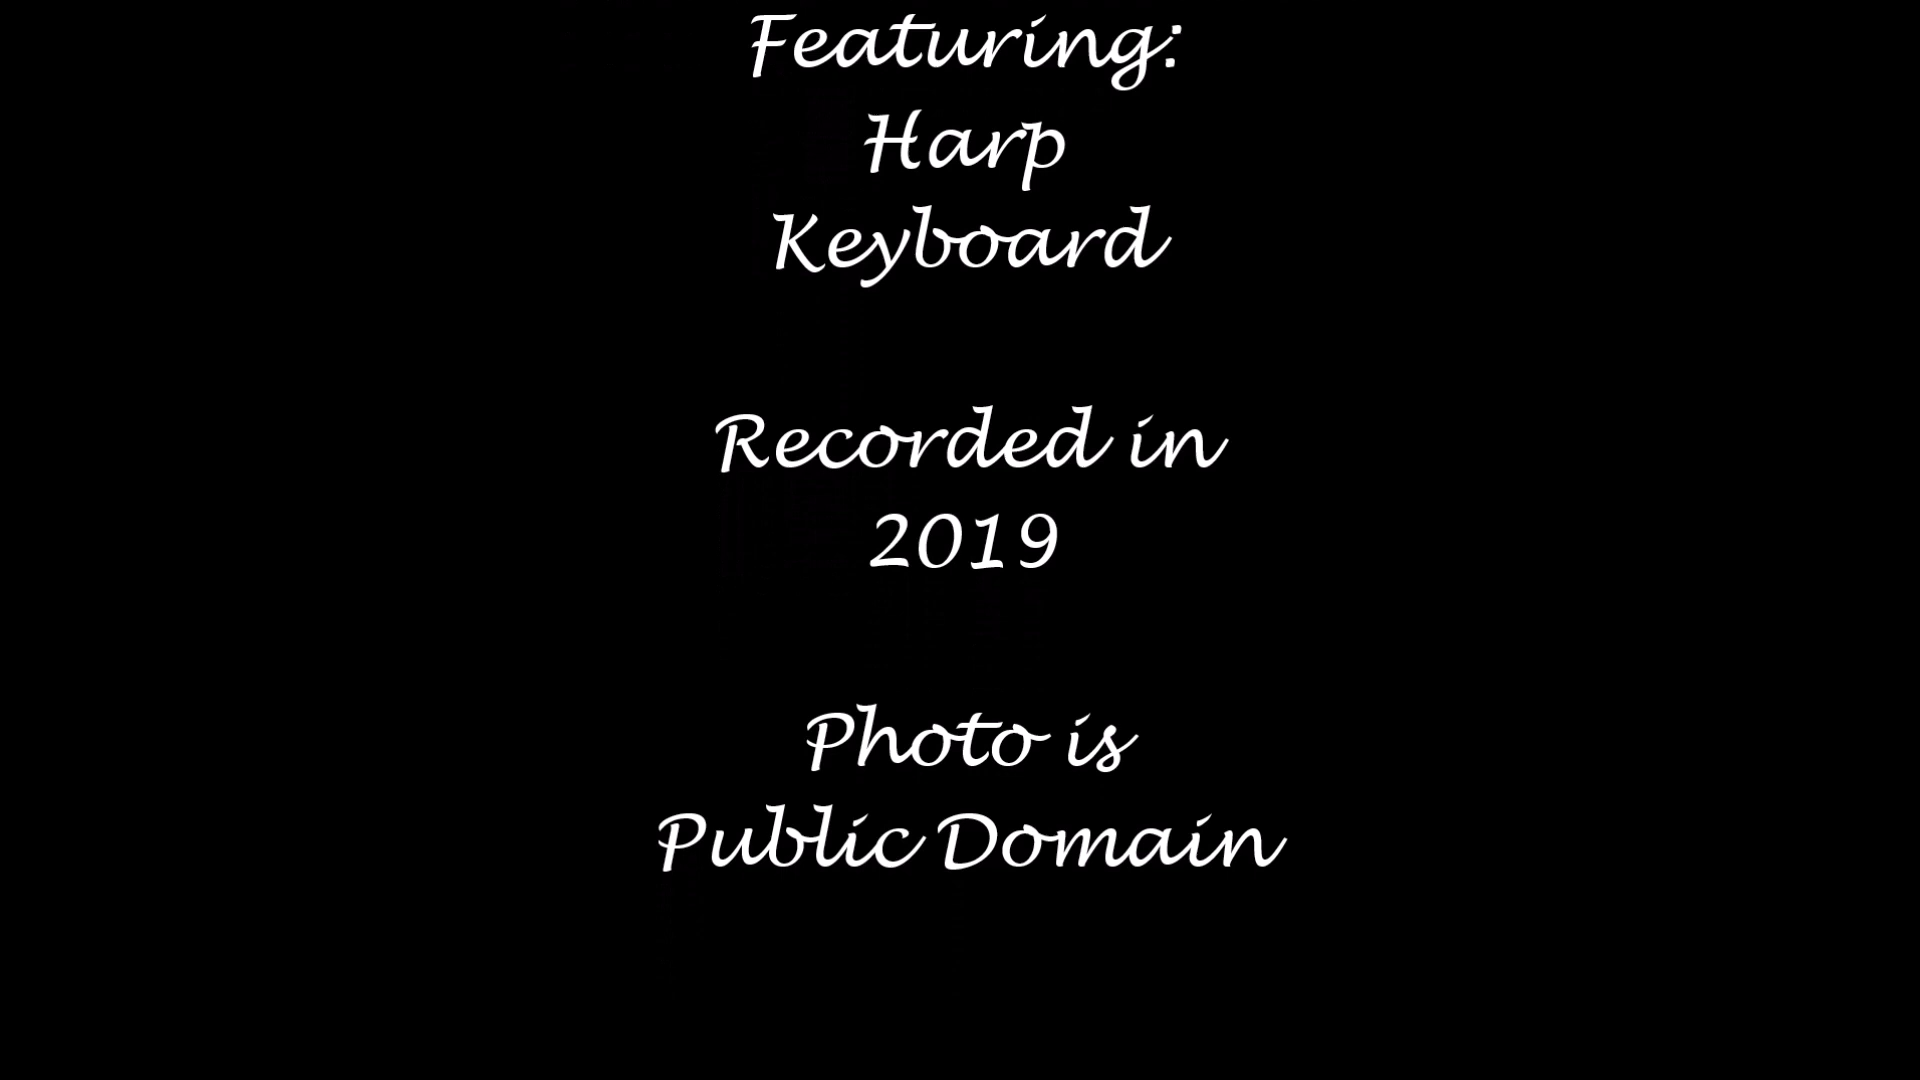 Featuring:
Harp
Keyboard
Recorded in
2019
Photo is
Public Domain